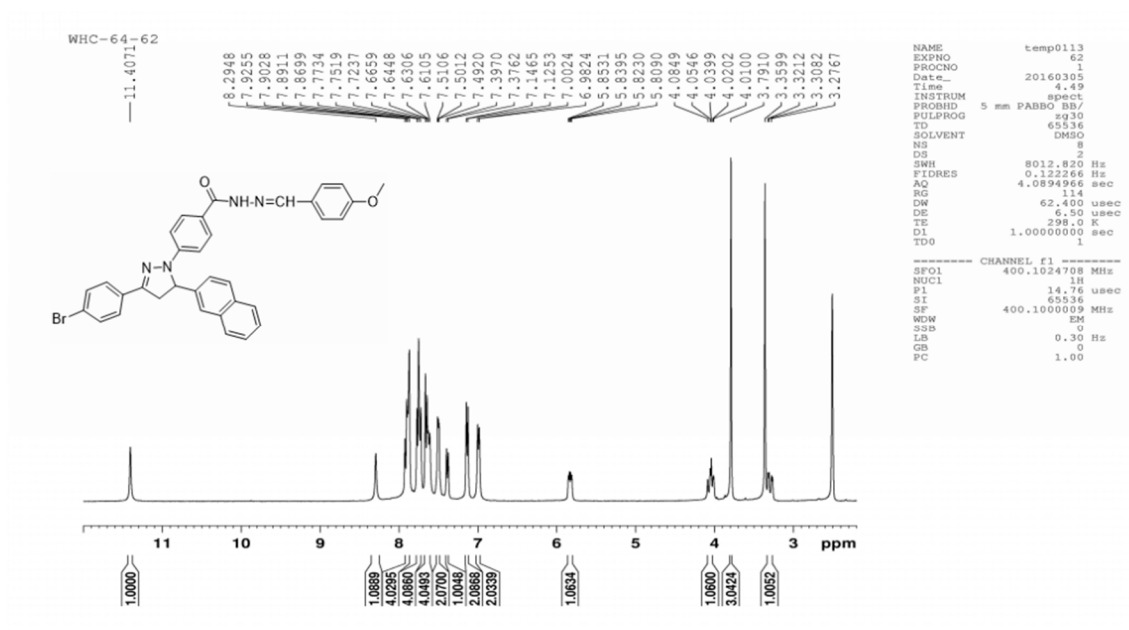 WHC-64-62
11.4071
8.2948
7.9255
7.9028
7.8911
7.8699
7.7734
7.7519
7.7237
7.6659
7.6448
7.6306
7.6105
7.5106
7.5012
7.4920
7.3970
7.3762
7.1465
7.1253
7.0024
6.9824
5.8531
5.8395
5.8230
5.8090
4.0849
4.0546
4.0399
4.0202
4.0100
3.7910
3.3599
3.3212
3.3082
3.2767
NAME temp0113
EXPNO 62
PROCNO 1
Date_ 20160305
Time 4.49
INSTRUM spect
PROBHD 5 mm PABBO BB/
PULPROG zg30
TD 65536
SOLVENT DMSO
NS 8
DS 2
SWH 8012.820 Hz
FIDRES 0.122266 Hz
AQ 4.0894966 sec
RG 114
DW 62.400 usec
DE 6.50 usec
TE 298.0 K
D1 1.00000000 sec
TD0 1
======== CHANNEL f1 ========
SFO1 400.1024708 MHz
NUC1 1H
P1 14.76 usec
SI 65536
SF 400.1000009 MHz
WDW EM
SSB 0
LB 0.30 Hz
GB 0
PC 1.00
O
NH-N=CH
O
N N
Br
11 10 9 8 7 6 5 4 3 ppm
1.0000
1.0889
4.0295
4.0860
4.0493
2.0700
1.0048
2.0868
2.0339
1.0634
1.0600
3.0424
1.0052